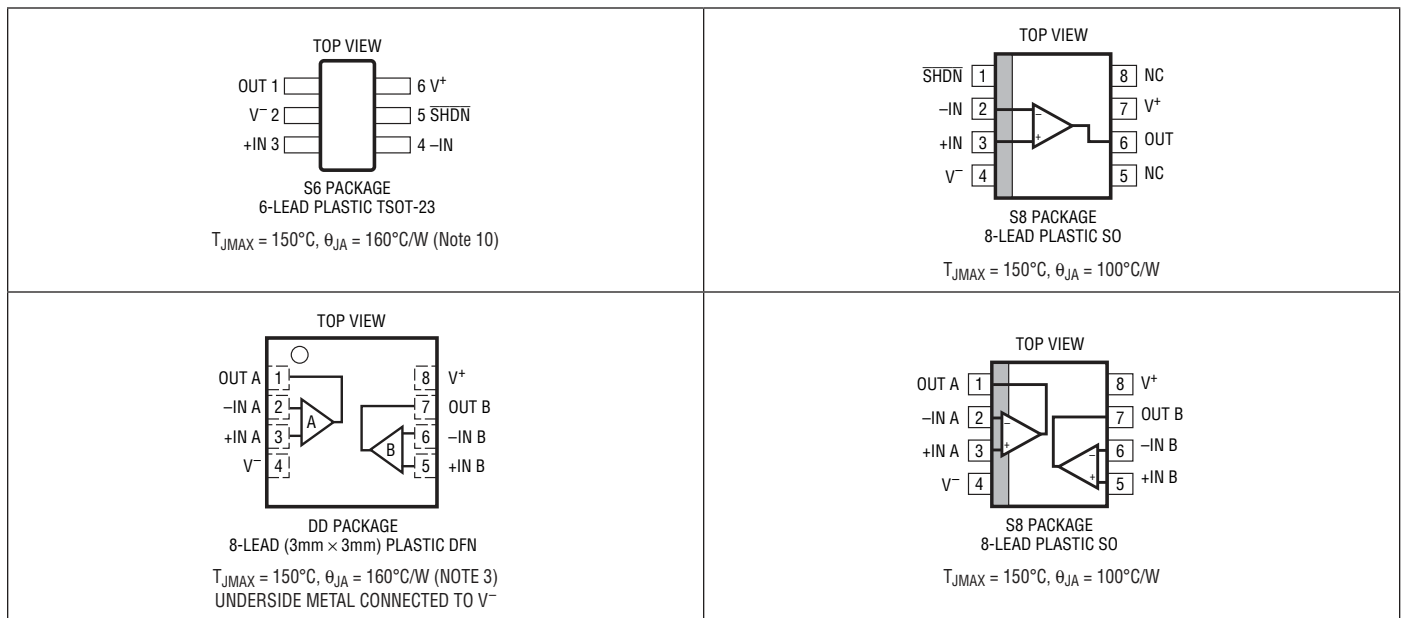 TOP VIEW
OUT 1
V– 2
+IN 3
6 V+
5 SHDN
4 –IN
S6 PACKAGE
6-LEAD PLASTIC TSOT-23
TJMAX = 150°C, θJA = 160°C/W (Note 10)
TOP VIEW
SHDN 1
–IN 2
+IN 3
V– 4
–
+
8 NC
7 V+
6 OUT
5 NC
S8 PACKAGE
8-LEAD PLASTIC SO
TJMAX = 150°C, θJA = 100°C/W
TOP VIEW
OUT A 1
–IN A 2
+IN A 3
V– 4
A
B
8 V+
7 OUT B
6 –IN B
5 +IN B
DD PACKAGE
8-LEAD (3mm × 3mm) PLASTIC DFN
TJMAX = 150°C, θJA = 160°C/W (NOTE 3)
UNDERSIDE METAL CONNECTED TO V–
TOP VIEW
OUT A 1
–IN A 2
+IN A 3
V– 4
–
+
–
+
8 V+
7 OUT B
6 –IN B
5 +IN B
S8 PACKAGE
8-LEAD PLASTIC SO
TJMAX = 150°C, θJA = 100°C/W